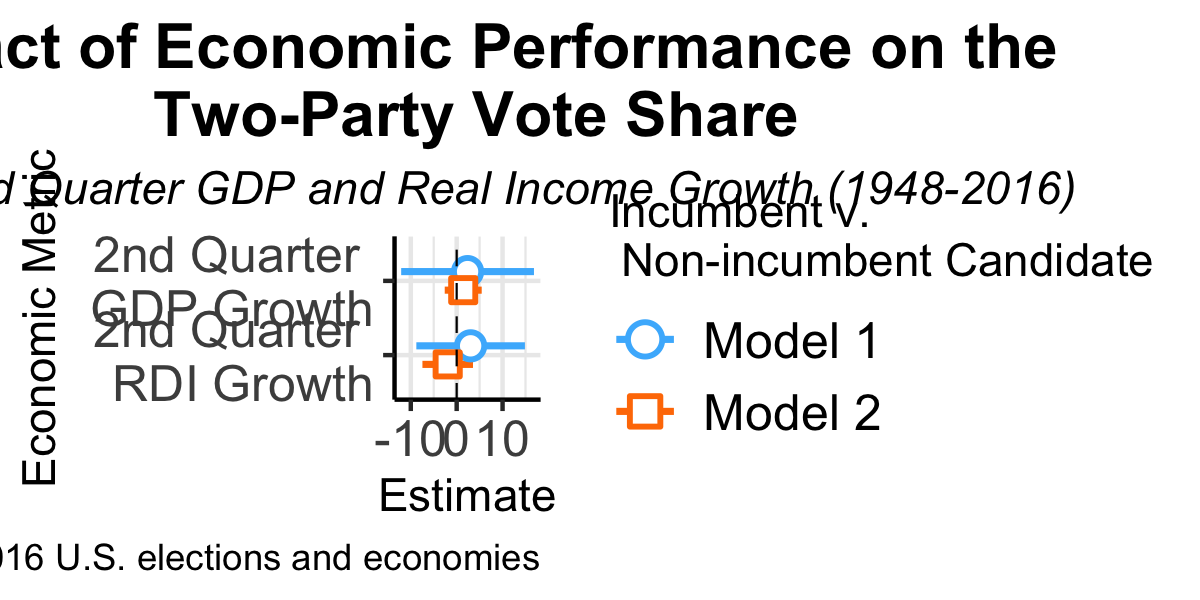 act of Economic Performance on the
Two-Party Vote Share
d Quarter GDP and Real Income Growth (1948-2016)
Economic Metric
2nd Quarter
GDP Growth
2nd Quarter
RDI Growth
-10 0 10
Estimate
Incumbent v.
Non-incumbent Candidate
Model 1
Model 2
016 U.S. elections and economies